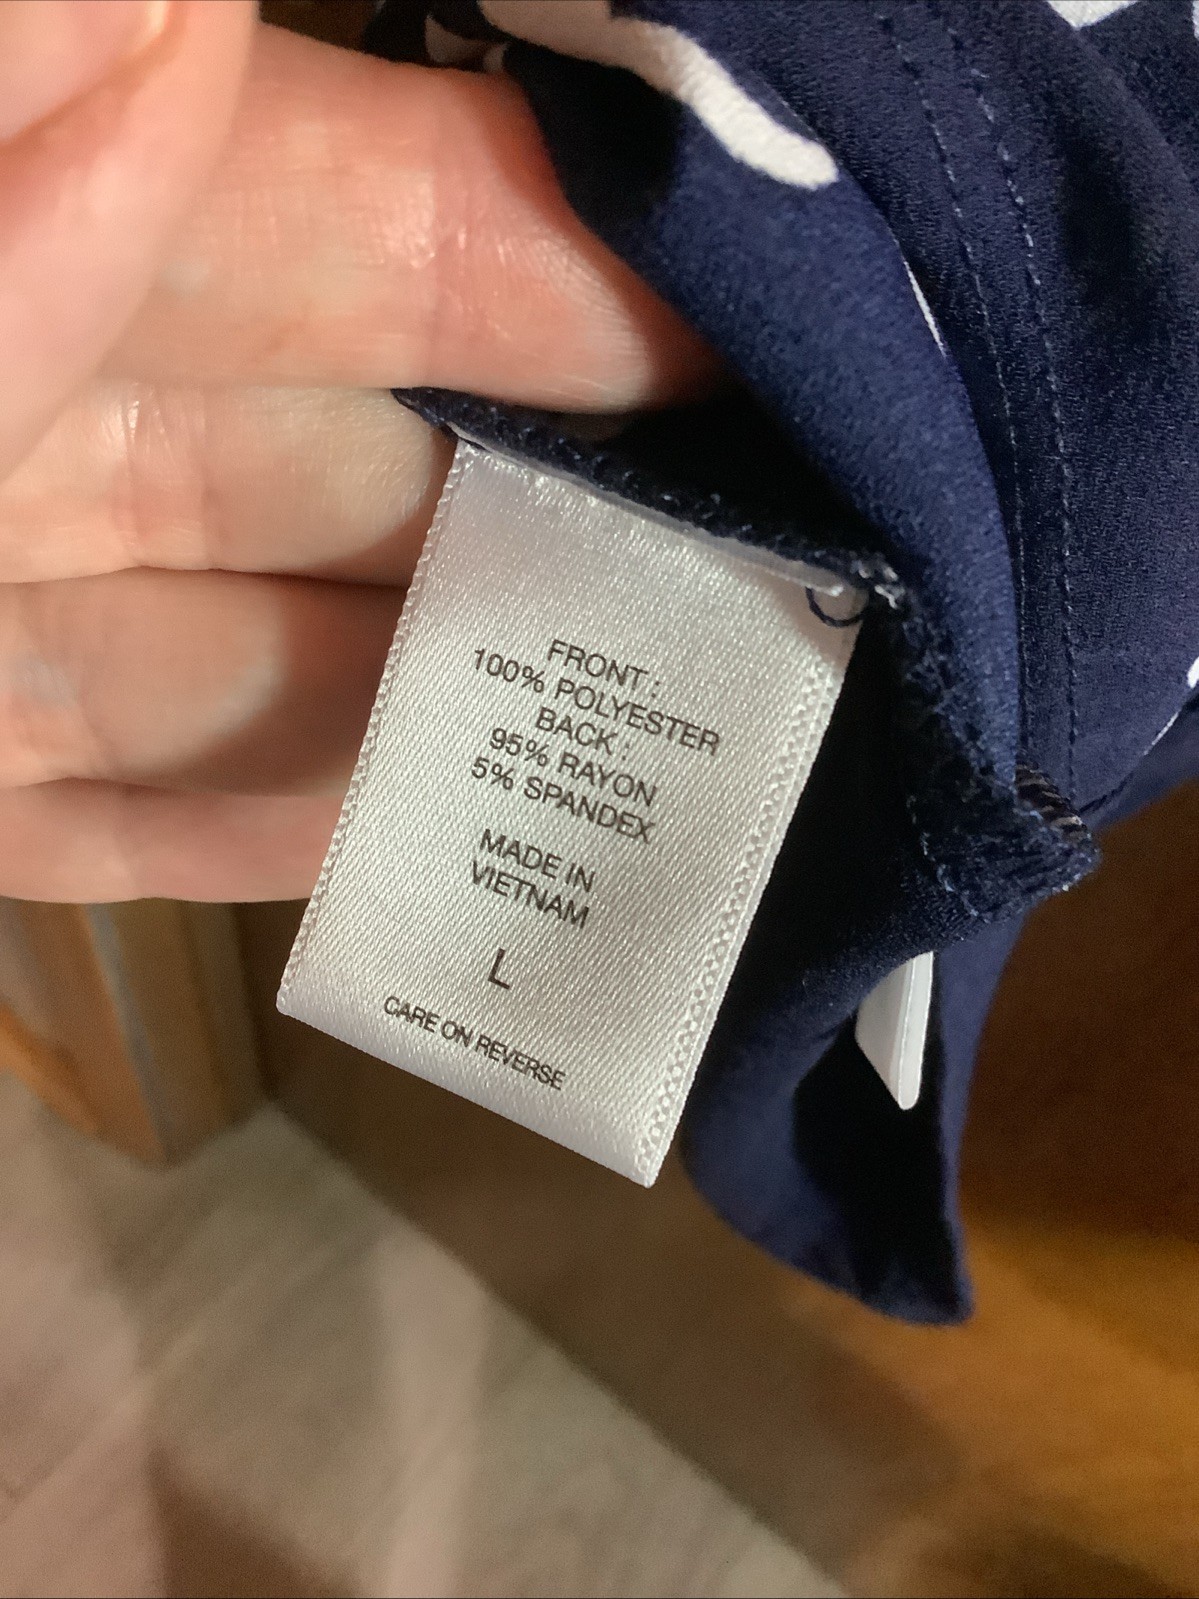 FRONT :
100% POLYESTER
BACK :
95% RAYON
5% SPANDEX
MADE IN
VIETNAM
L
CARE ON REVERSE